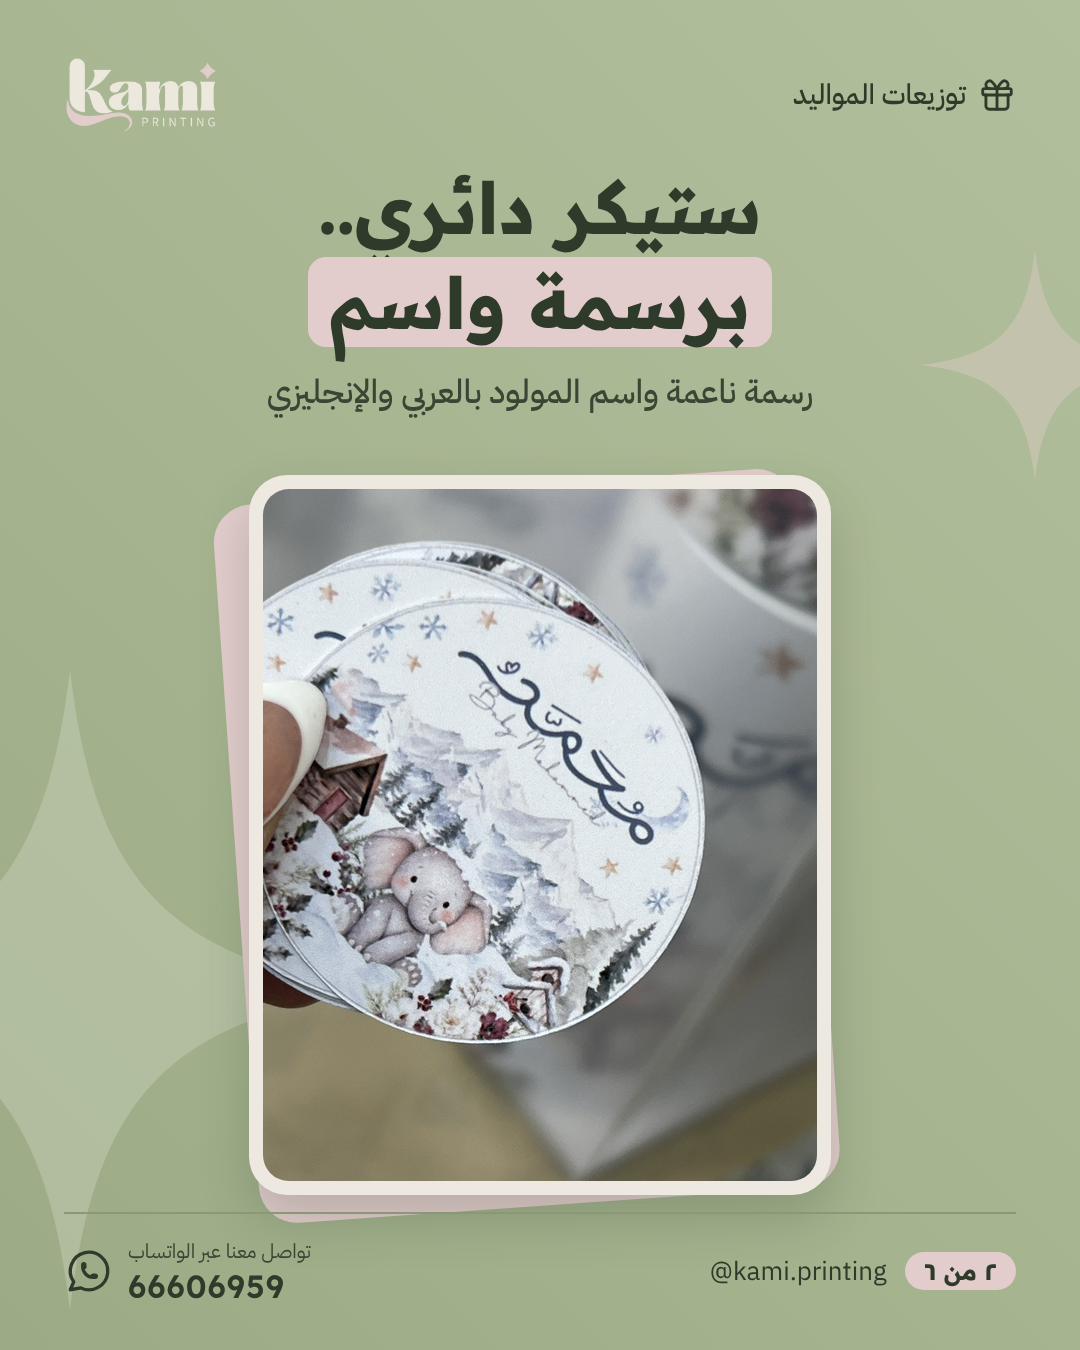 Kami
PRINTING
توزيعات المواليد
ستيكر دائري..
برسمة واسم
رسمة ناعمة واسم المولود بالعربي والإنجليزي
محمد
Baby Mohammed
تواصل معنا عبر الواتساب
66606959
@kami.printing
٢ من ٦